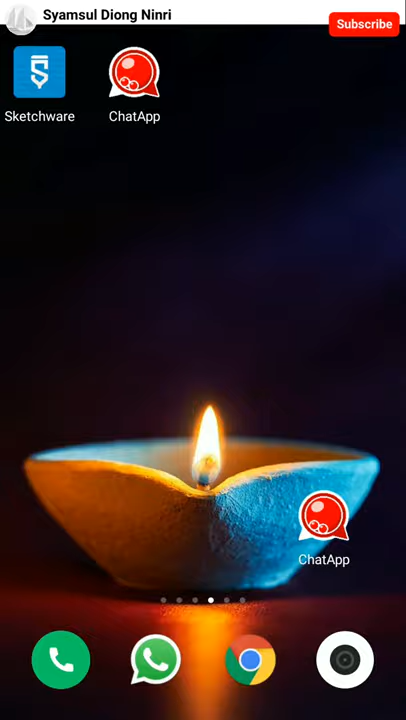 Syamsul Diong Ninri
Subscribe
Sketchware
ChatApp
ChatApp